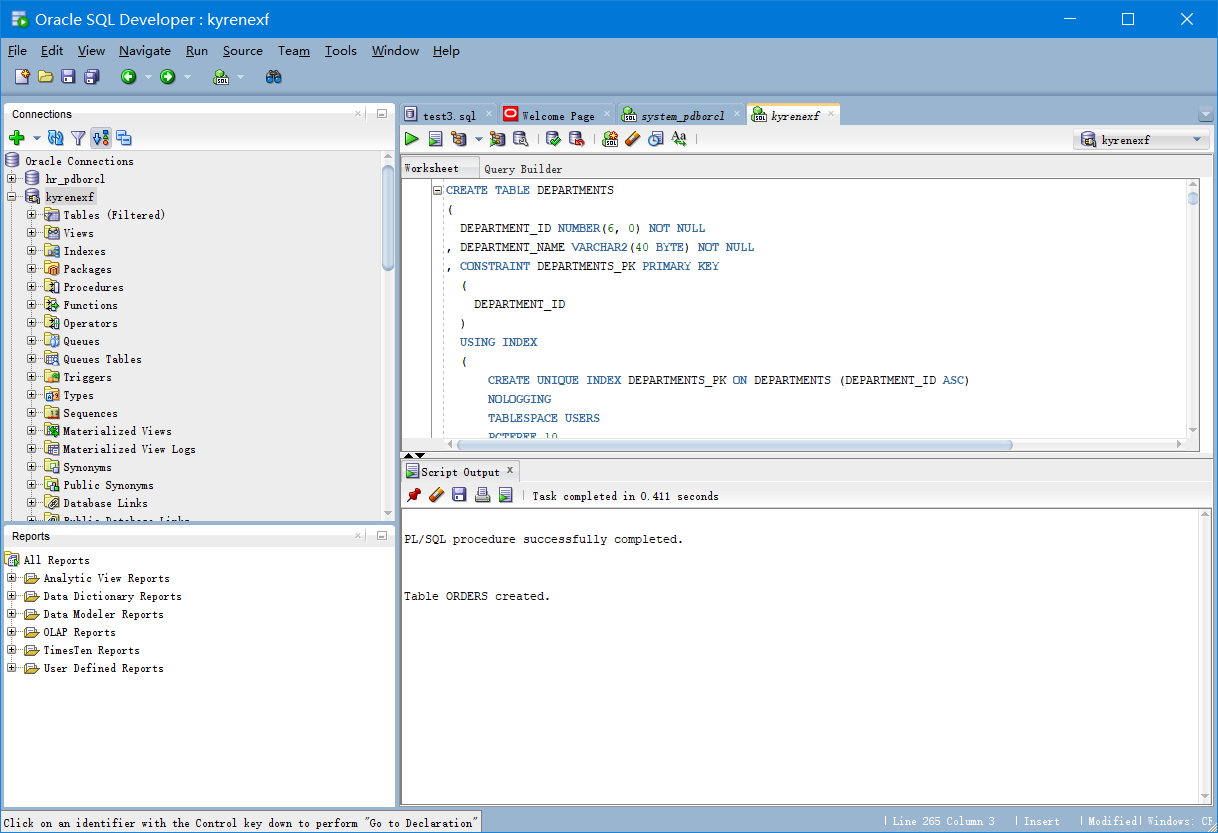 Oracle SQL Developer : kyrenexf
File Edit View Navigate Run Source Team Tools Window Help
Connections
Oracle Connections
hr_pdborcl
kyrenexf
Tables (Filtered)
Views
Indexes
Packages
Procedures
Functions
Operators
Queues
Queues Tables
Triggers
Types
Sequences
Materialized Views
Materialized View Logs
Synonyms
Public Synonyms
Database Links
Public Database Links
Reports
All Reports
Analytic View Reports
Data Dictionary Reports
Data Modeler Reports
OLAP Reports
TimesTen Reports
User Defined Reports
test3.sql Welcome Page system_pdborcl kyrenexf
kyrenexf
Worksheet Query Builder
CREATE TABLE DEPARTMENTS
(
DEPARTMENT_ID NUMBER(6, 0) NOT NULL
, DEPARTMENT_NAME VARCHAR2(40 BYTE) NOT NULL
, CONSTRAINT DEPARTMENTS_PK PRIMARY KEY
(
DEPARTMENT_ID
)
USING INDEX
(
CREATE UNIQUE INDEX DEPARTMENTS_PK ON DEPARTMENTS (DEPARTMENT_ID ASC)
NOLOGGING
TABLESPACE USERS
PCTFREE 10
Script Output
Task completed in 0.411 seconds
PL/SQL procedure successfully completed.
Table ORDERS created.
Click on an identifier with the Control key down to perform "Go to Declaration"
| Line 265 Column 3 | Insert | Modified| Windows: CF